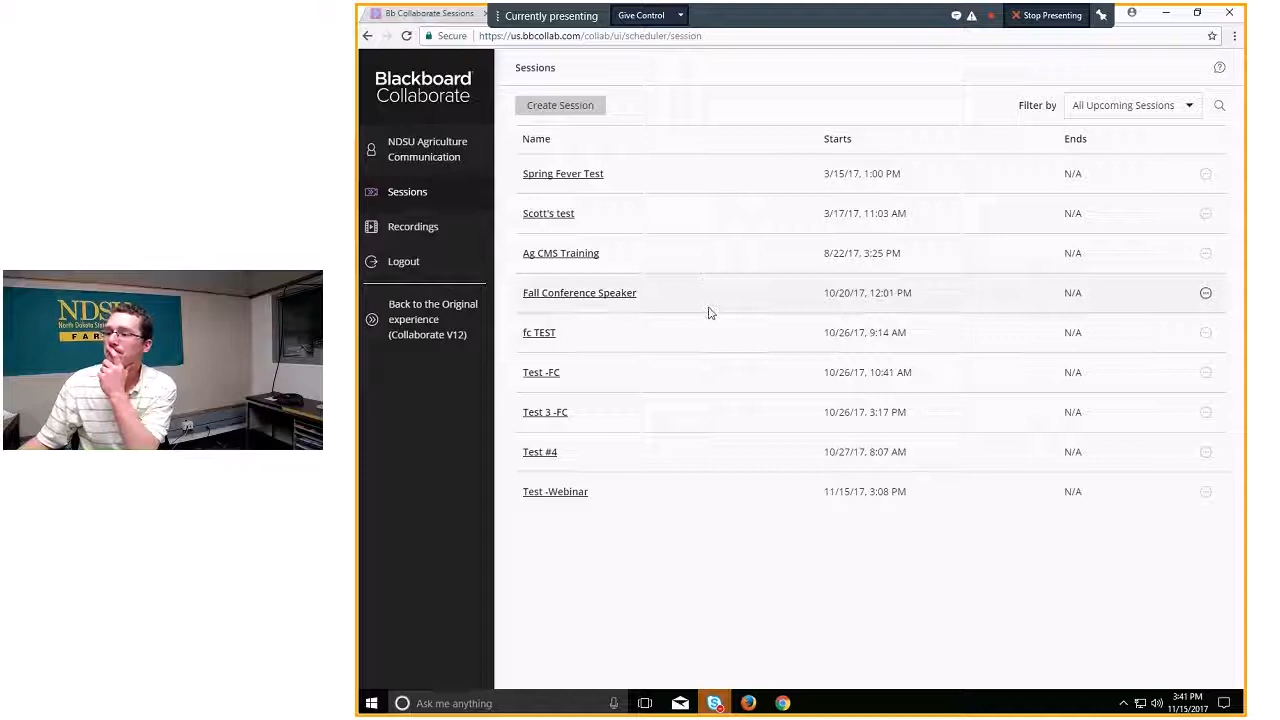 Bb Collaborate Sessions
Currently presenting
Give Control
Stop Presenting
Secure
https://us.bbcollab.com/collab/ui/scheduler/session
Blackboard
Collaborate
NDSU Agriculture
Communication
Sessions
Recordings
Logout
Back to the Original
experience
(Collaborate V12)
Sessions
Create Session
Filter by All Upcoming Sessions
Name Starts Ends
Spring Fever Test 3/15/17, 1:00 PM N/A
Scott's test 3/17/17, 11:03 AM N/A
Ag CMS Training 8/22/17, 3:25 PM N/A
Fall Conference Speaker 10/20/17, 12:01 PM N/A
fc TEST 10/26/17, 9:14 AM N/A
Test -FC 10/26/17, 10:41 AM N/A
Test 3 -FC 10/26/17, 3:17 PM N/A
Test #4 10/27/17, 8:07 AM N/A
Test -Webinar 11/15/17, 3:08 PM N/A
NDSU
North Dakota
Ask me anything
3:41 PM
11/15/2017